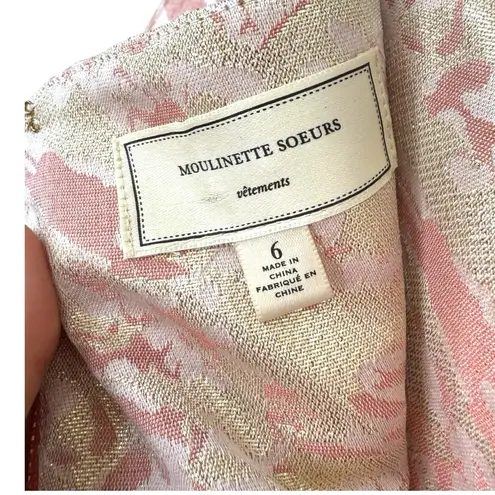 MOULINETTE SOEURS
vêtements
6
MADE IN
CHINA
FABRIQUÉ EN
CHINE